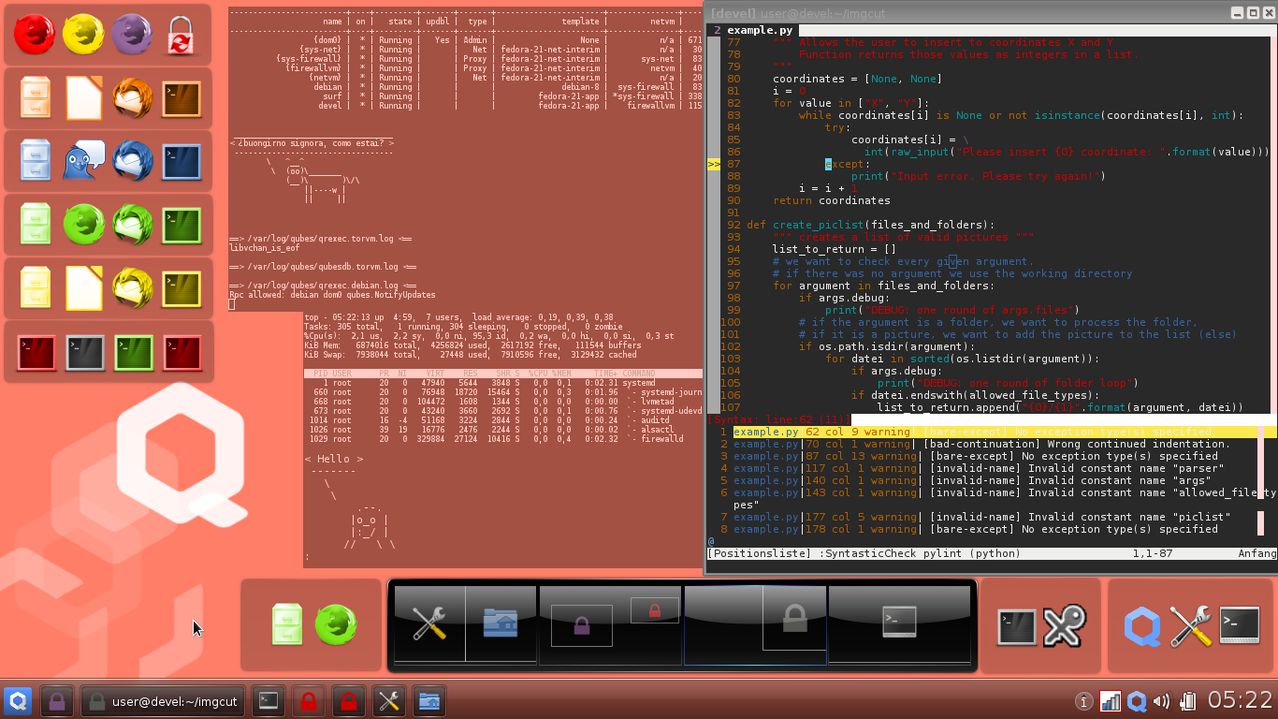 name | on | state | updbl | type | template | netvm |
{dom0} | * | Running | Yes | Admin | None | n/a | 671
{sys-net} | * | Running | | Net | fedora-21-net-interim | n/a | 30
{sys-firewall} | * | Running | | Proxy | fedora-21-net-interim | sys-net | 83
{firewallvm} | * | Running | | Proxy | fedora-21-net-interim | netvm | 40
{netvm} | * | Running | | Net | fedora-21-net-interim | n/a | 20
debian | * | Running | | | debian-8 | sys-firewall | 83
surf | * | Running | | | fedora-21-app | *sys-firewall | 338
devel | * | Running | | | fedora-21-app | firewallvm | 115
< ¿buongirno signora, como estai? >
==> /var/log/qubes/qrexec.torvm.log <==
libvchan_is_eof
==> /var/log/qubes/qubesdb.torvm.log <==
==> /var/log/qubes/qrexec.debian.log <==
Rpc allowed: debian dom0 qubes.NotifyUpdates
top - 05:22:13 up 4:59, 7 users, load average: 0,19, 0,39, 0,38
Tasks: 305 total, 1 running, 304 sleeping, 0 stopped, 0 zombie
%Cpu(s): 2,1 us, 2,2 sy, 0,0 ni, 95,3 id, 0,2 wa, 0,0 hi, 0,0 si, 0,3 st
KiB Mem: 6874016 total, 4256824 used, 2617192 free, 111544 buffers
KiB Swap: 7938044 total, 27448 used, 7910596 free, 3129432 cached
PID USER PR NI VIRT RES SHR S %CPU %MEM TIME+ COMMAND
1 root 20 0 47940 5644 3848 S 0,0 0,1 0:02.31 systemd
660 root 20 0 76948 18720 15464 S 0,0 0,3 0:01.96 `- systemd-journ
668 root 20 0 104472 1608 1344 S 0,0 0,0 0:00.00 `- lvmetad
673 root 20 0 43240 3660 2692 S 0,0 0,1 0:00.76 `- systemd-udevd
1014 root 16 -4 51168 3224 2844 S 0,0 0,0 0:00.24 `- auditd
1026 root 39 19 16776 2476 2244 S 0,0 0,0 0:00.06 `- alsactl
1029 root 20 0 329884 27124 10416 S 0,0 0,4 0:02.32 `- firewalld
< Hello >
:
[devel] user@devel:~/imgcut
2 example.py
77 """ Allows the user to insert to coordinates X and Y
78 Function returns those values as integers in a list.
79 """
80 coordinates = [None, None]
81 i = 0
82 for value in ["X", "Y"]:
83 while coordinates[i] is None or not isinstance(coordinates[i], int):
84 try:
85 coordinates[i] = \
86 int(raw_input("Please insert {0} coordinate: ".format(value)))
>> 87 except:
88 print("Input error. Please try again!")
89 i = i + 1
90 return coordinates
91
92 def create_piclist(files_and_folders):
93 """ creates a list of valid pictures """
94 list_to_return = []
95 # we want to check every given argument.
96 # if there was no argument we use the working directory
97 for argument in files_and_folders:
98 if args.debug:
99 print("DEBUG: one round of args.files")
100 # if the argument is a folder, we want to process the folder.
101 # if it is a picture, we want to add the picture to the list (else)
102 if os.path.isdir(argument):
103 for datei in sorted(os.listdir(argument)):
104 if args.debug:
105 print("DEBUG: one round of folder loop")
106 if datei.endswith(allowed_file_types):
107 list_to_return.append("{0}/{1}".format(argument, datei))
[Syntax: line:62 (11)]
1 example.py|62 col 9 warning| [bare-except] No exception type(s) specified
2 example.py|70 col 1 warning| [bad-continuation] Wrong continued indentation.
3 example.py|87 col 13 warning| [bare-except] No exception type(s) specified
4 example.py|117 col 1 warning| [invalid-name] Invalid constant name "parser"
5 example.py|140 col 1 warning| [invalid-name] Invalid constant name "args"
6 example.py|143 col 1 warning| [invalid-name] Invalid constant name "allowed_file_ty
pes"
7 example.py|177 col 5 warning| [invalid-name] Invalid constant name "piclist"
8 example.py|178 col 1 warning| [bare-except] No exception type(s) specified
@
[Positionsliste] :SyntasticCheck pylint (python) 1,1-87 Anfang
user@devel:~/imgcut
05:22